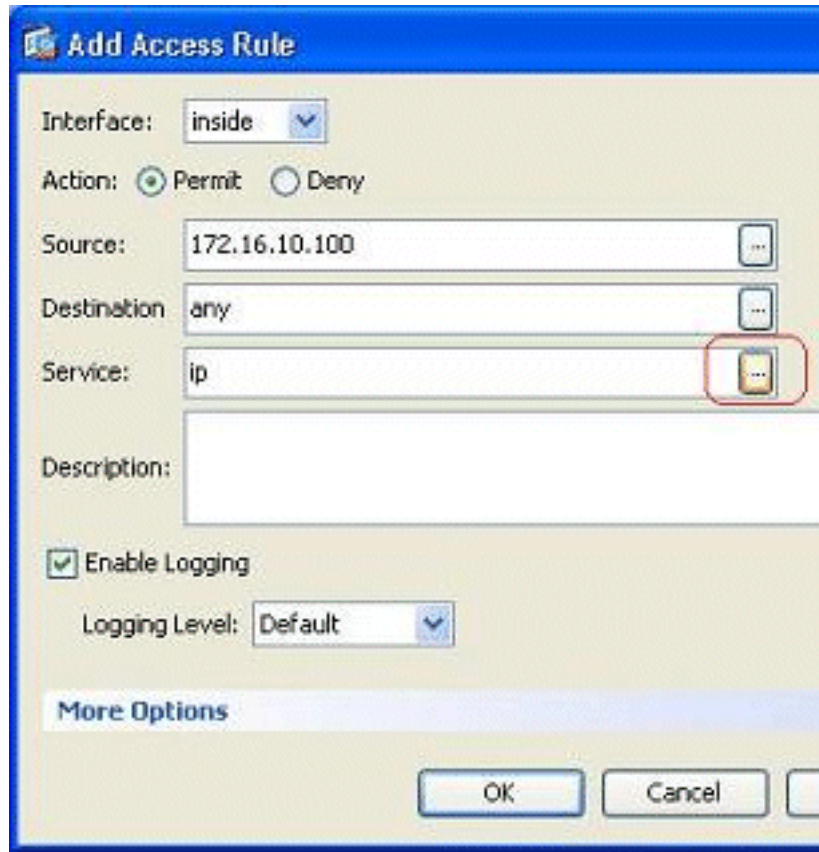 Add Access Rule
Interface: inside
Action: Permit Deny
Source: 172.16.10.100 ...
Destination any ...
Service: ip ...
Description:
Enable Logging
Logging Level: Default
More Options
OK Cancel